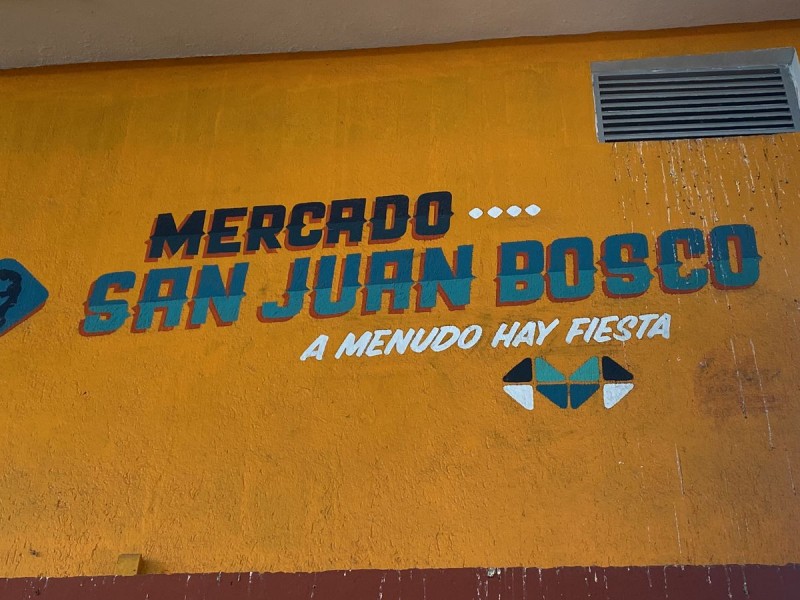 MERCADO
SAN JUAN BOSCO
A MENUDO HAY FIESTA